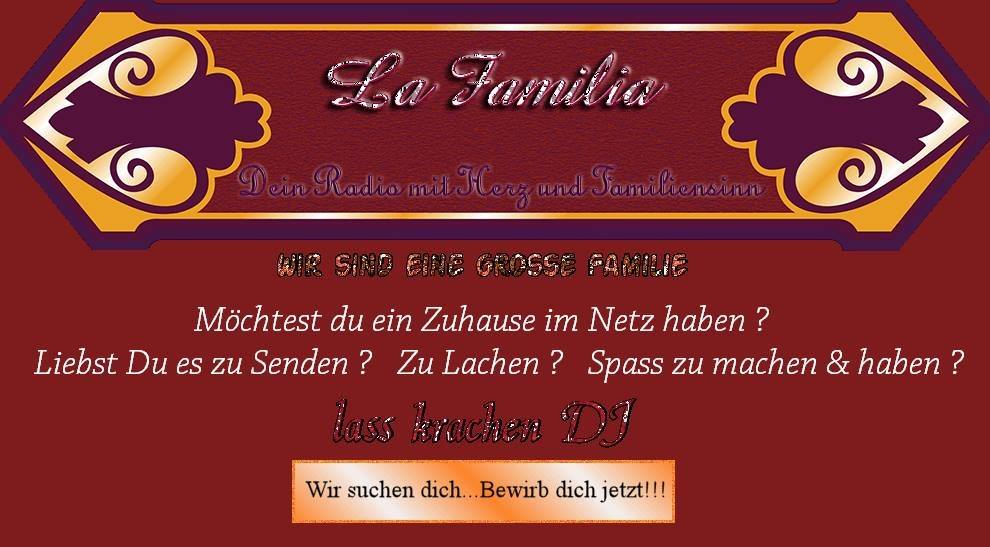 La Familia
Dein Radio mit Herz und Familiensinn
WIR SIND EINE GROSSE FAMILIE
Möchtest du ein Zuhause im Netz haben ?
Liebst Du es zu Senden ? Zu Lachen ? Spass zu machen & haben ?
lass krachen DJ
Wir suchen dich...Bewirb dich jetzt!!!